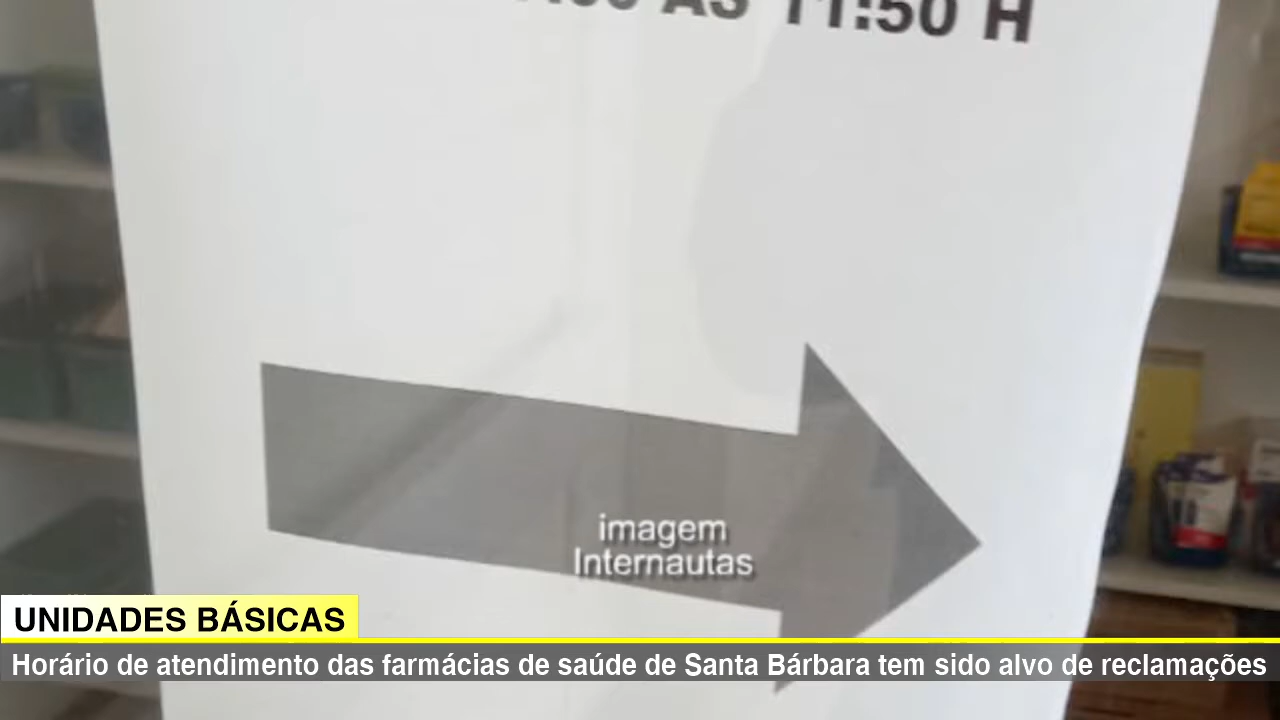 ÀS 11:50 H
imagem
Internautas
UNIDADES BÁSICAS
Horário de atendimento das farmácias de saúde de Santa Bárbara tem sido alvo de reclamações